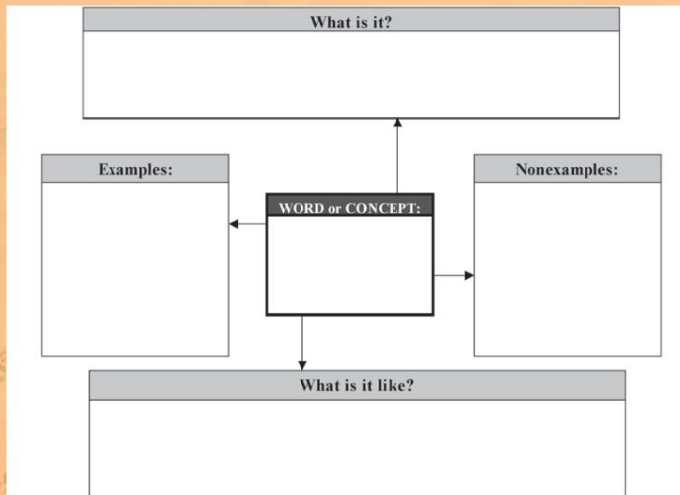 What is it?
Examples:
Nonexamples:
WORD or CONCEPT:
What is it like?